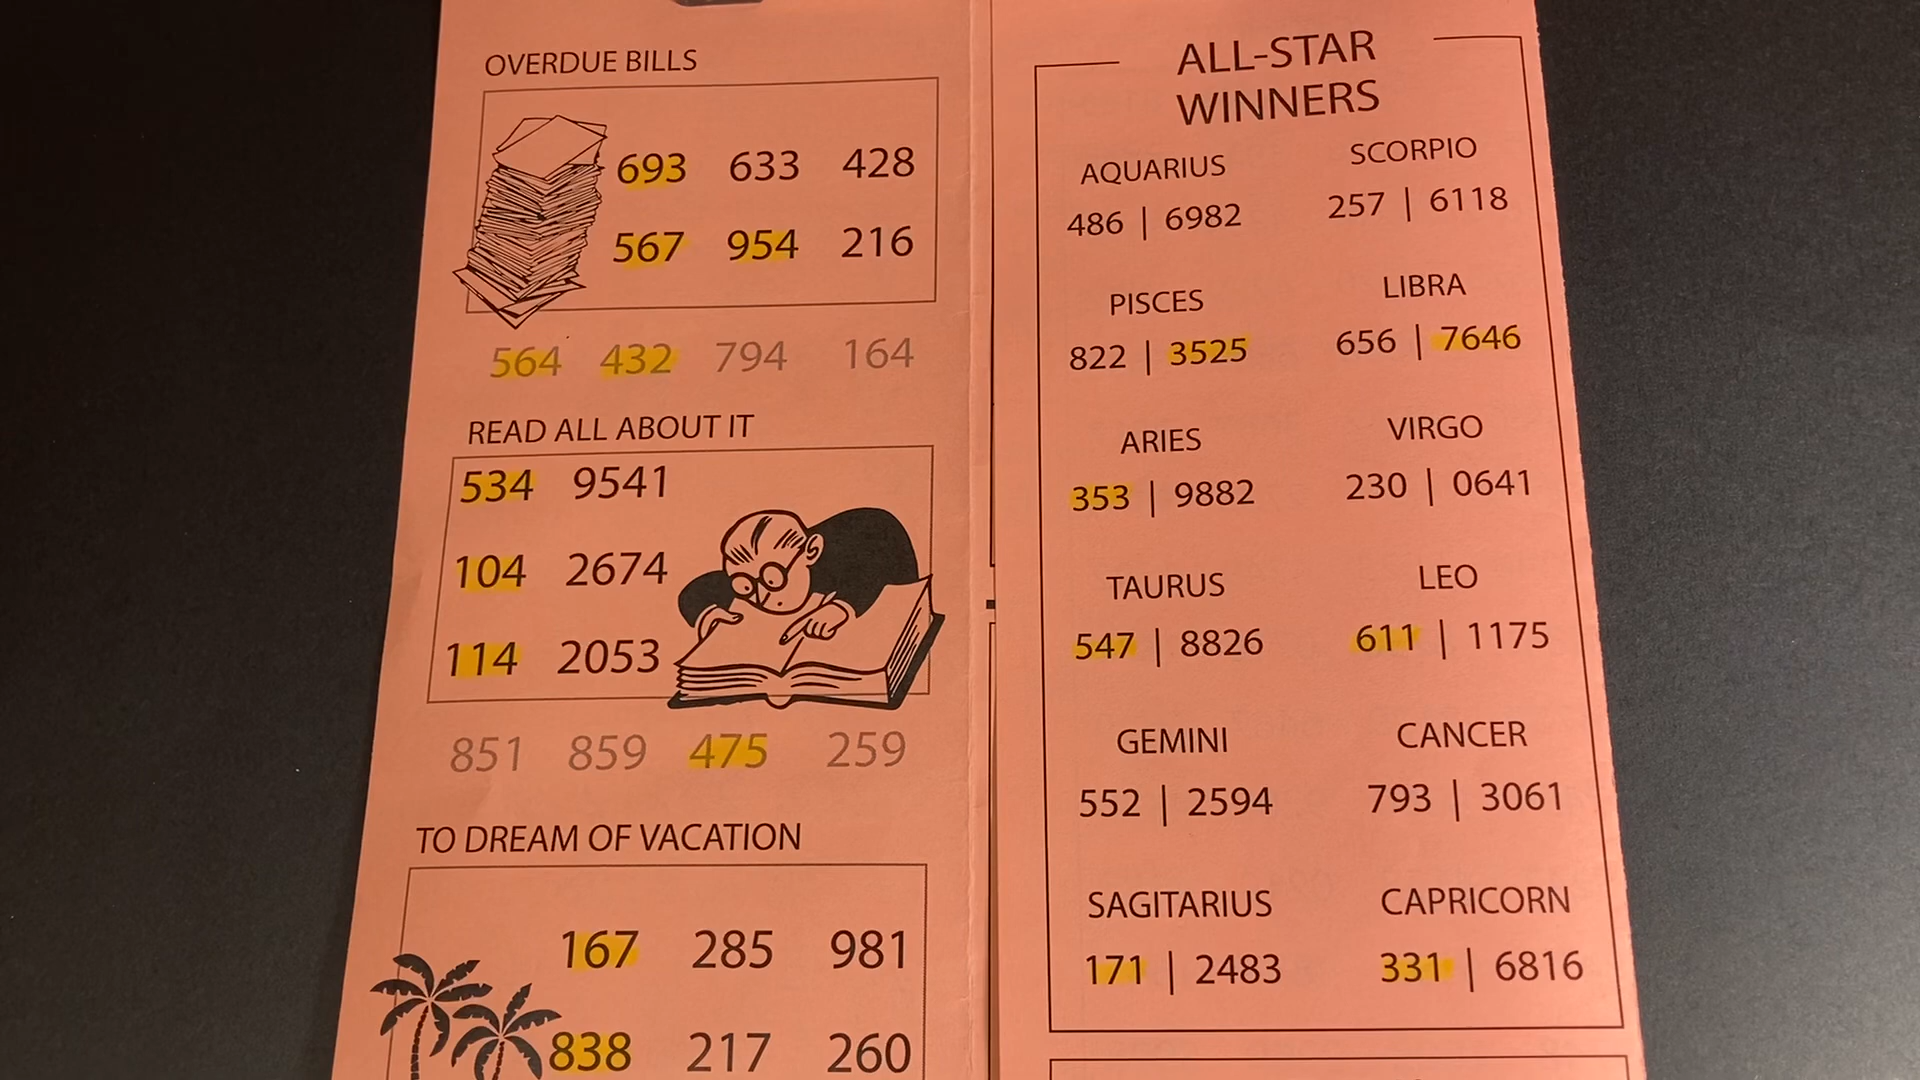 OVERDUE BILLS
693 633 428
567 954 216
564 432 794 164
READ ALL ABOUT IT
534 9541
104 2674
114 2053
851 859 475 259
TO DREAM OF VACATION
167 285 981
838 217 260
ALL-STAR
WINNERS
AQUARIUS SCORPIO
486 | 6982 257 | 6118
PISCES LIBRA
822 | 3525 656 | 7646
ARIES VIRGO
353 | 9882 230 | 0641
TAURUS LEO
547 | 8826 611 | 1175
GEMINI CANCER
552 | 2594 793 | 3061
SAGITARIUS CAPRICORN
171 | 2483 331 | 6816